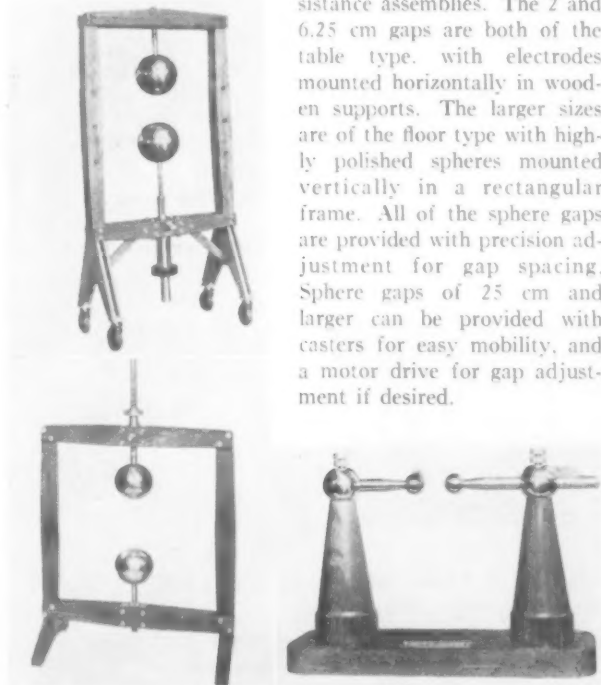 sistance assemblies. The 2 and
6.25 cm gaps are both of the
table type. with electrodes
mounted horizontally in wood-
en supports. The larger sizes
are of the floor type with high-
ly polished spheres mounted
vertically in a rectangular
frame. All of the sphere gaps
are provided with precision ad-
justment for gap spacing.
Sphere gaps of 25 cm and
larger can be provided with
casters for easy mobility, and
a motor drive for gap adjust-
ment if desired.